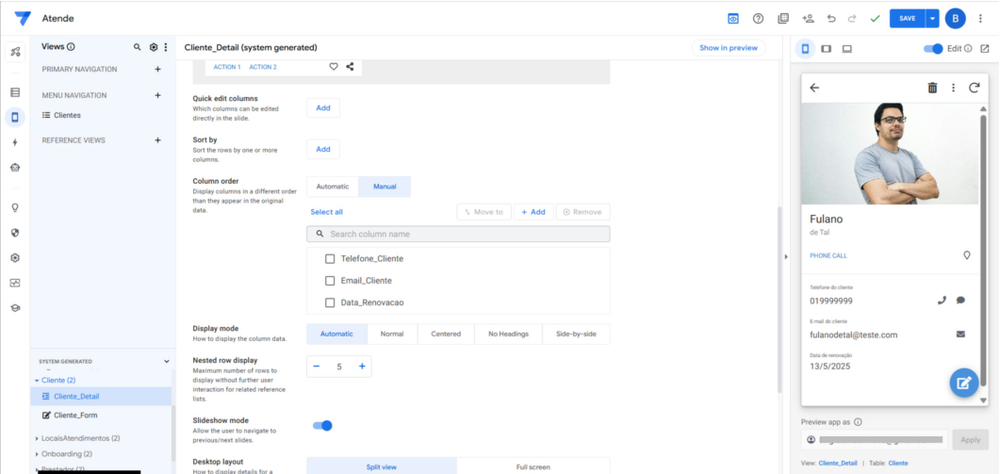 Atende
SAVE
B
Views
Cliente_Detail (system generated)
Show in preview
Edit
PRIMARY NAVIGATION
MENU NAVIGATION
Clientes
REFERENCE VIEWS
SYSTEM GENERATED
Cliente (2)
Cliente_Detail
Cliente_Form
LocaisAtendimentos (2)
Onboarding (2)
Prestador (2)
ACTION 1 ACTION 2
Quick edit columns
Which columns can be edited
directly in the slide.
Add
Sort by
Sort the rows by one or more
columns.
Add
Column order
Display columns in a different order
than they appear in the original
data.
Automatic Manual
Select all
Move to
+ Add
Remove
Search column name
Telefone_Cliente
Email_Cliente
Data_Renovacao
Display mode
How to display the column data.
Automatic Normal Centered No Headings Side-by-side
Nested row display
Maximum number of rows to
display without further user
interaction for related reference
lists.
− 5 +
Slideshow mode
Allow the user to navigate to
previous/next slides.
Desktop layout
How to display details for a
Split view Full screen
Fulano
de Tal
PHONE CALL
Telefone do cliente
019999999
E-mail do cliente
fulanodetal@teste.com
Data de renovação
13/5/2025
Preview app as
Apply
View: Cliente_Detail | Table: Cliente